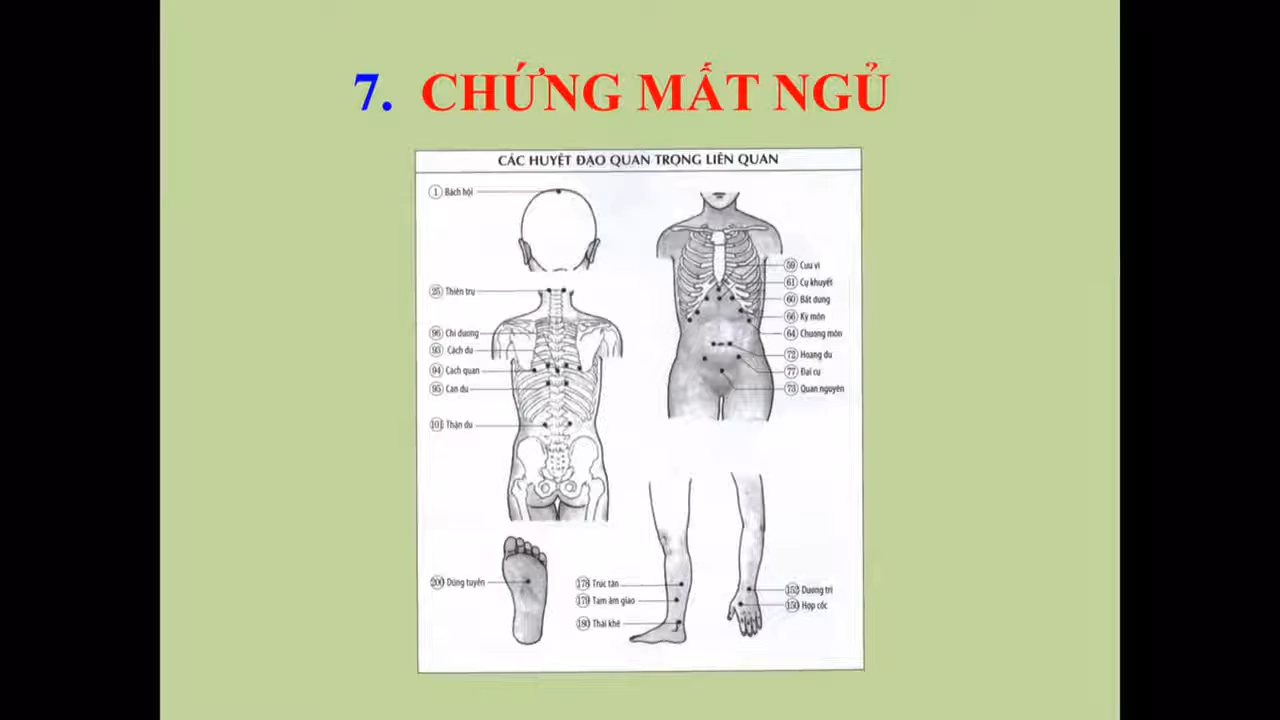 7. CHỨNG MẤT NGỦ
CÁC HUYỆT ĐẠO QUAN TRỌNG LIÊN QUAN
1 Bách hội
25 Thiên trụ
96 Chí dương
93 Cách du
94 Cách quan
95 Can du
101 Thận du
59 Cưu vĩ
61 Cự khuyết
60 Bất dung
66 Kỳ môn
64 Chương môn
72 Hoang du
77 Đại cự
73 Quan nguyên
200 Dũng tuyền
178 Trúc tân
179 Tam âm giao
180 Thái khê
152 Dương trì
150 Hợp cốc